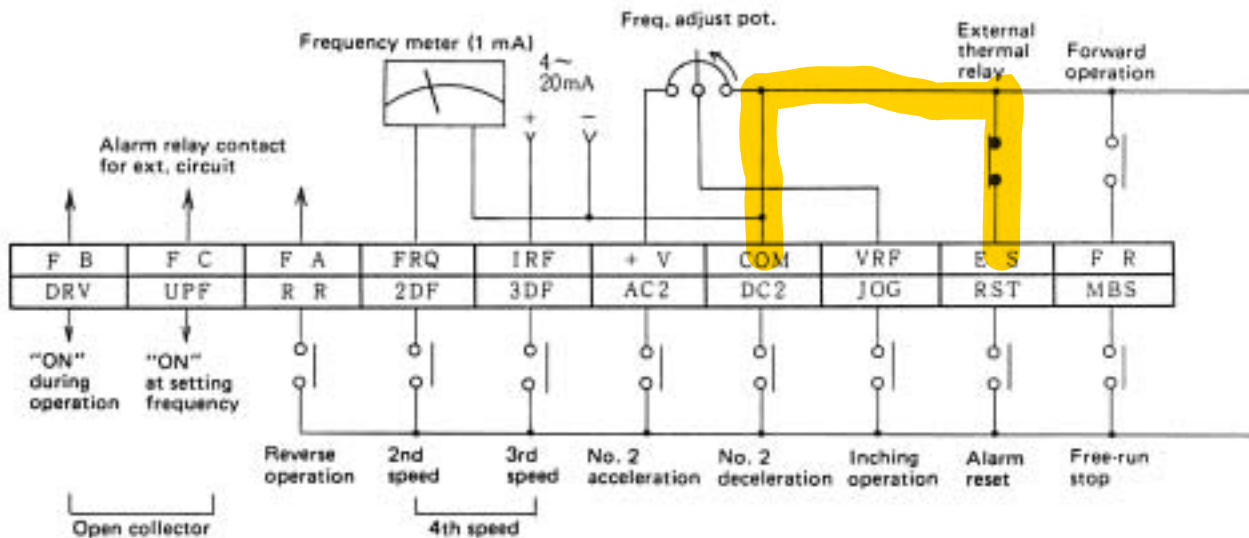 Freq. adjust pot.
Frequency meter (1 mA)
4~
20mA
+ −
External
thermal
relay
Forward
operation
Alarm relay contact
for ext. circuit
F B F C F A FRQ IRF + V COM VRF E S F R
DRV UPF R R 2DF 3DF AC2 DC2 JOG RST MBS
"ON"
during
operation
"ON"
at setting
frequency
Reverse
operation
2nd
speed
3rd
speed
No. 2
acceleration
No. 2
deceleration
Inching
operation
Alarm
reset
Free-run
stop
Open collector
4th speed